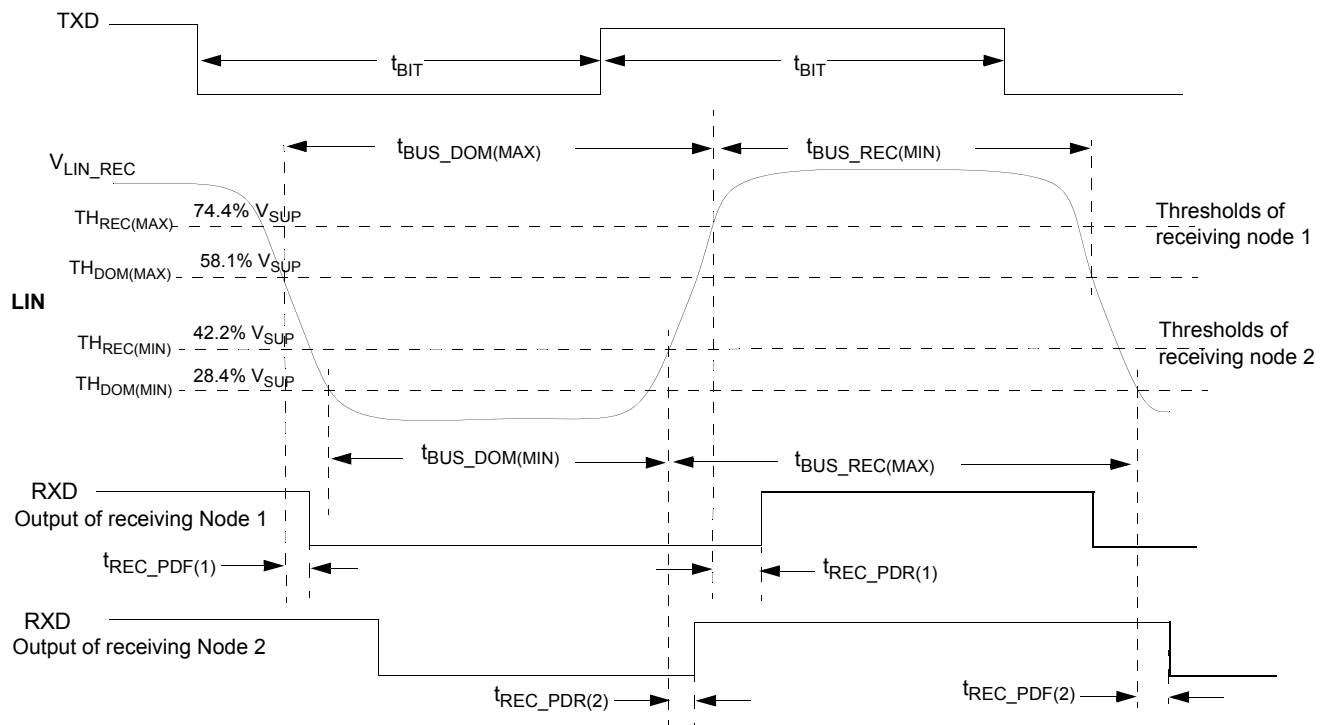 TXD
tBIT
tBIT
tBUS_DOM(MAX)
tBUS_REC(MIN)
VLIN_REC
THREC(MAX)
74.4% VSUP
Thresholds of
receiving node 1
THDOM(MAX)
58.1% VSUP
LIN
THREC(MIN)
42.2% VSUP
Thresholds of
receiving node 2
THDOM(MIN)
28.4% VSUP
tBUS_DOM(MIN)
tBUS_REC(MAX)
RXD
Output of receiving Node 1
tREC_PDF(1)
tREC_PDR(1)
RXD
Output of receiving Node 2
tREC_PDR(2)
tREC_PDF(2)